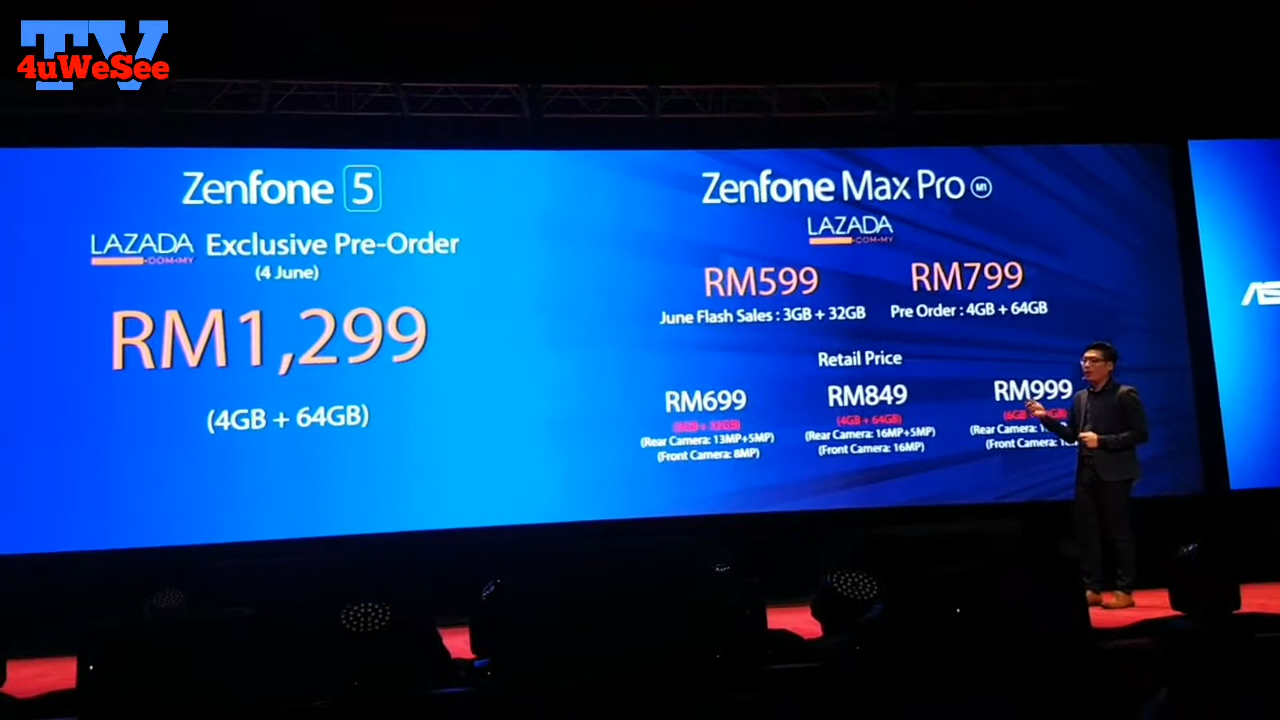 TV
4uWeSee
Zenfone 5
LAZADA Exclusive Pre-Order
.COM.MY
(4 June)
RM1,299
(4GB + 64GB)
Zenfone Max Pro M1
LAZADA
.COM.MY
RM599 RM799
June Flash Sales : 3GB + 32GB Pre Order : 4GB + 64GB
Retail Price
RM699 RM849 RM999
(3GB + 32GB) (4GB + 64GB) (6GB
(Rear Camera: 13MP+5MP) (Rear Camera: 16MP+5MP) (Rear Camera:
(Front Camera: 8MP) (Front Camera: 16MP) (Front Camera: